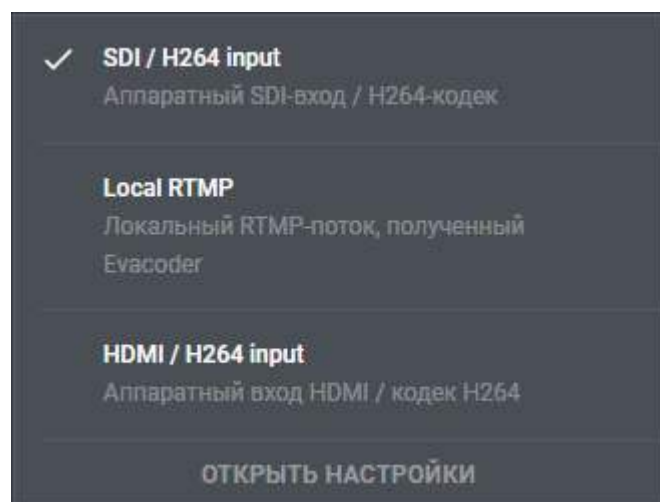 SDI / H264 input
Аппаратный SDI-вход / H264-кодек
Local RTMP
Локальный RTMP-поток, полученный
Evacoder
HDMI / H264 input
Аппаратный вход HDMI / кодек H264
ОТКРЫТЬ НАСТРОЙКИ